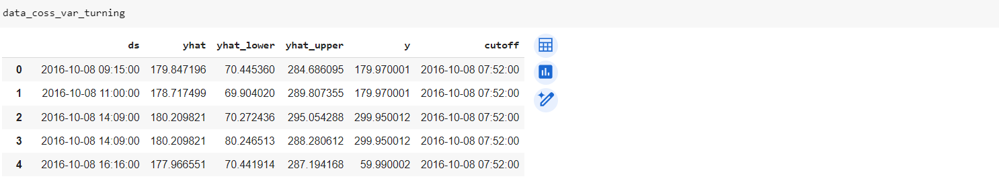 data_coss_var_turning
ds yhat yhat_lower yhat_upper y cutoff
0 2016-10-08 09:15:00 179.847196 70.445360 284.686095 179.970001 2016-10-08 07:52:00
1 2016-10-08 11:00:00 178.717499 69.904020 289.807355 179.970001 2016-10-08 07:52:00
2 2016-10-08 14:09:00 180.209821 70.272436 295.054288 299.950012 2016-10-08 07:52:00
3 2016-10-08 14:09:00 180.209821 80.246513 288.280612 299.950012 2016-10-08 07:52:00
4 2016-10-08 16:16:00 177.966551 70.441914 287.194168 59.990002 2016-10-08 07:52:00